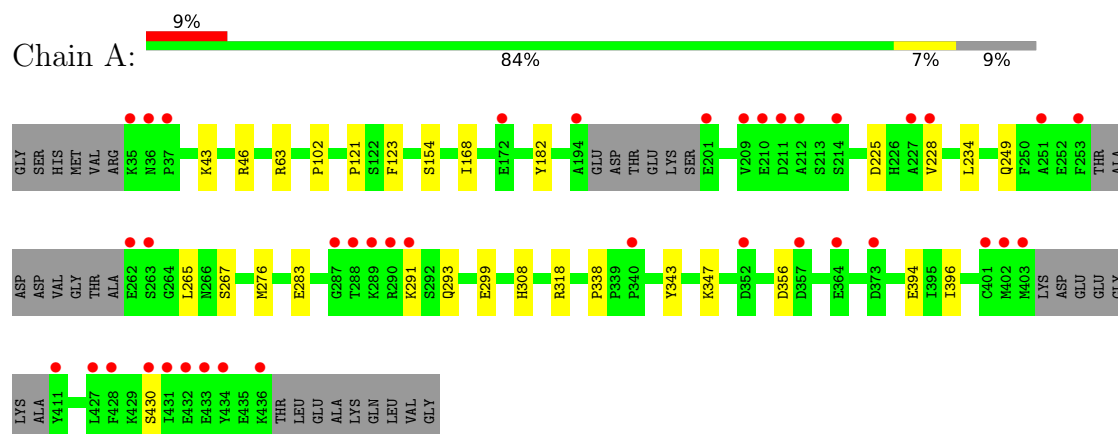 9%
Chain A:
84% 7% 9%
GLY SER HIS MET VAL ARG K35 N36 P37 K43 R46 R63 P102 P121 S122 F123 S154 I168 E172 Y182 A194 GLU ASP THR GLU LYS SER E201 V209 E210 D211 A212 S213 S214 D225 H226 A227 V228 L234 Q249 F250 A251 E252 F253 THR ALA
ASP ASP VAL GLY THR ALA E262 S263 G264 L265 N266 S267 M276 E283 G287 T288 K289 R290 K291 S292 Q293 E299 H308 R318 P338 P339 P340 Y343 K347 D352 D356 D357 E364 D373 E394 I395 I396 C401 M402 M403 LYS ASP GLU GLU GLY
LYS ALA Y411 L427 F428 K429 S430 I431 E432 E433 Y434 E435 K436 THR LEU GLU ALA LYS GLN LEU VAL GLY